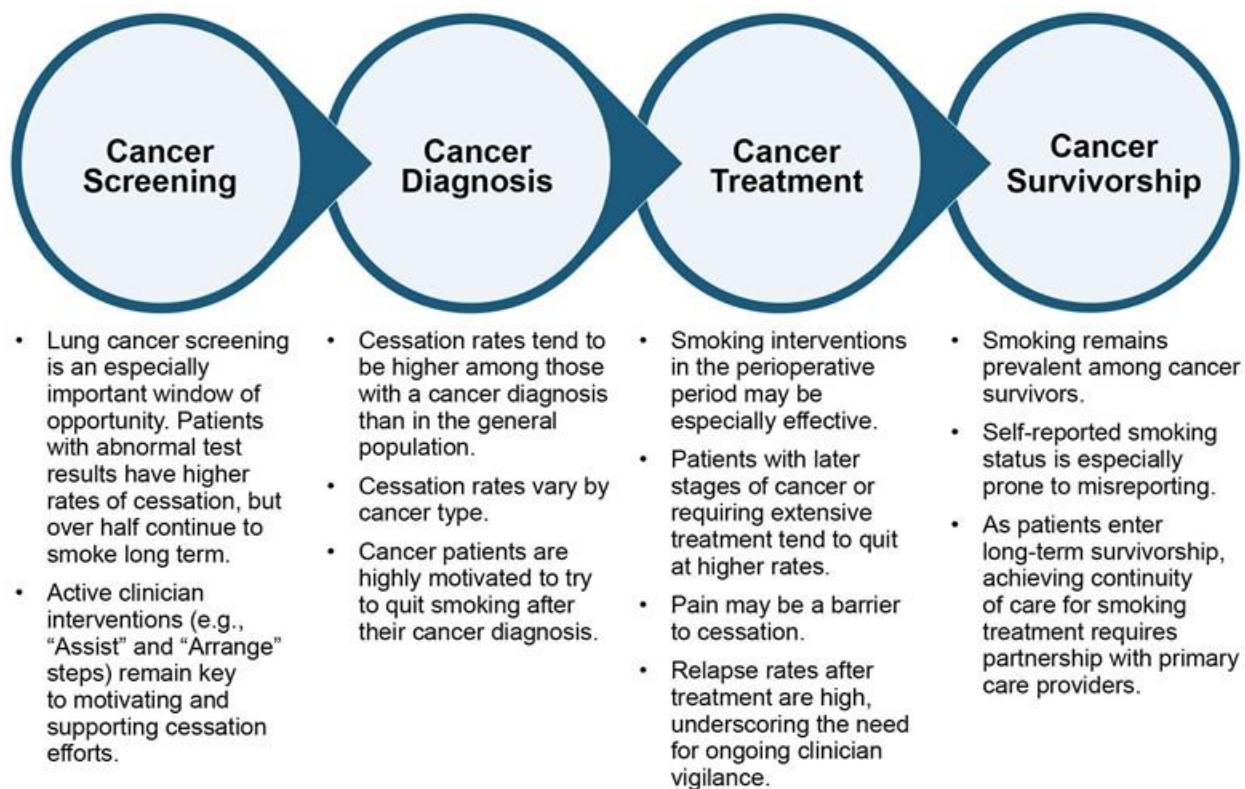 Cancer
Screening
Cancer
Diagnosis
Cancer
Treatment
Cancer
Survivorship
• Lung cancer screening
is an especially
important window of
opportunity. Patients
with abnormal test
results have higher
rates of cessation, but
over half continue to
smoke long term.
• Active clinician
interventions (e.g.,
“Assist” and “Arrange”
steps) remain key
to motivating and
supporting cessation
efforts.
• Cessation rates tend to
be higher among those
with a cancer diagnosis
than in the general
population.
• Cessation rates vary by
cancer type.
• Cancer patients are
highly motivated to try
to quit smoking after
their cancer diagnosis.
• Smoking interventions
in the perioperative
period may be
especially effective.
• Patients with later
stages of cancer or
requiring extensive
treatment tend to quit
at higher rates.
• Pain may be a barrier
to cessation.
• Relapse rates after
treatment are high,
underscoring the need
for ongoing clinician
vigilance.
• Smoking remains
prevalent among cancer
survivors.
• Self-reported smoking
status is especially
prone to misreporting.
• As patients enter
long-term survivorship,
achieving continuity
of care for smoking
treatment requires
partnership with primary
care providers.